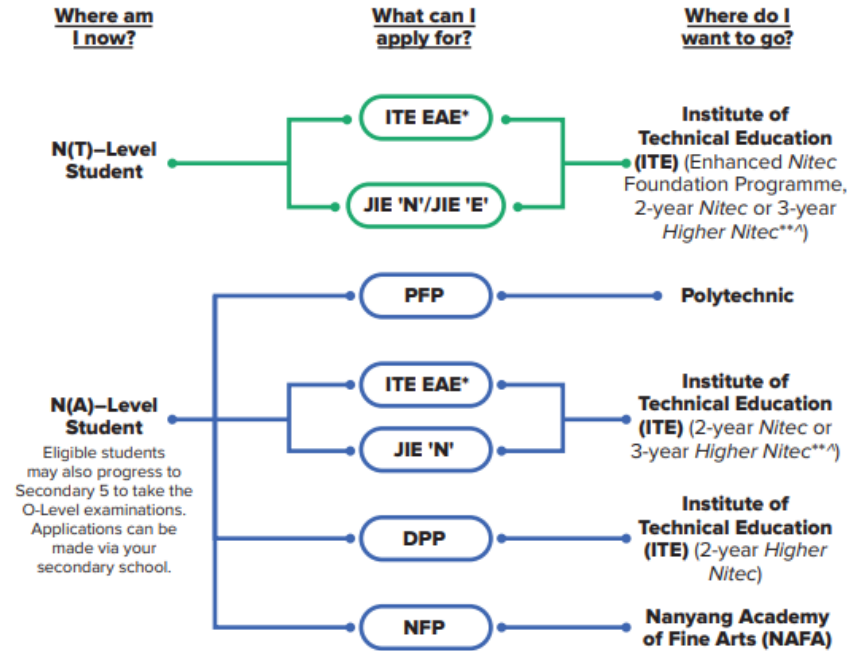 Where am
I now?
What can I
apply for?
Where do I
want to go?
N(T)–Level
Student
ITE EAE*
JIE 'N'/JIE 'E'
Institute of
Technical Education
(ITE) (Enhanced Nitec
Foundation Programme,
2-year Nitec or 3-year
Higher Nitec**^)
PFP
Polytechnic
N(A)–Level
Student
Eligible students
may also progress to
Secondary 5 to take the
O-Level examinations.
Applications can be
made via your
secondary school.
ITE EAE*
JIE 'N'
Institute of
Technical Education
(ITE) (2-year Nitec or
3-year Higher Nitec**^)
DPP
Institute of
Technical Education
(ITE) (2-year Higher
Nitec)
NFP
Nanyang Academy
of Fine Arts (NAFA)